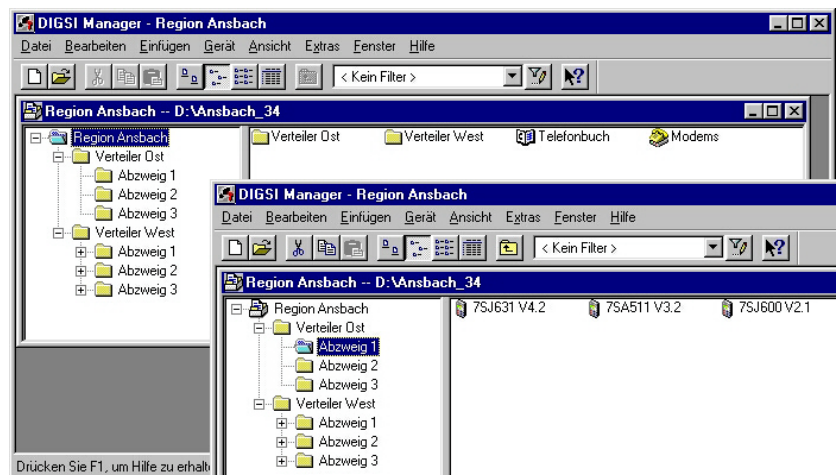 DIGSI Manager - Region Ansbach
Datei Bearbeiten Einfügen Gerät Ansicht Extras Fenster Hilfe
< Kein Filter >
Region Ansbach -- D:\Ansbach_34
Region Ansbach
Verteiler Ost
Abzweig 1
Abzweig 2
Abzweig 3
Verteiler West
Abzweig 1
Abzweig 2
Abzweig 3
Verteiler Ost Verteiler West Telefonbuch Modems
Drücken Sie F1, um Hilfe zu erhalt
DIGSI Manager - Region Ansbach
Datei Bearbeiten Einfügen Gerät Ansicht Extras Fenster Hilfe
< Kein Filter >
Region Ansbach -- D:\Ansbach_34
Region Ansbach
Verteiler Ost
Abzweig 1
Abzweig 2
Abzweig 3
Verteiler West
Abzweig 1
Abzweig 2
Abzweig 3
7SJ631 V4.2 7SA511 V3.2 7SJ600 V2.1